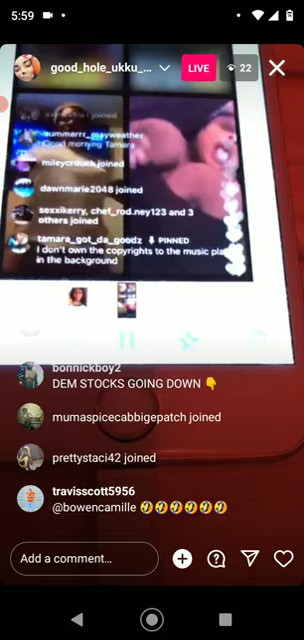 5:59
good_hole_ukku_...
LIVE
22
joined
summerrr_mayweather
Good morning Tamara
mileycrouch joined
dawnmarie2048 joined
sexxikerry, chef_rod.ney123 and 3
others joined
tamara_got_da_goodz PINNED
I don't own the copyrights to the music pla
in the background
bonnickboy2
DEM STOCKS GOING DOWN 👇
mumaspicecabbigepatch joined
prettystaci42 joined
travisscott5956
@bowencamille 🤣🤣🤣🤣🤣🤣
Add a comment...